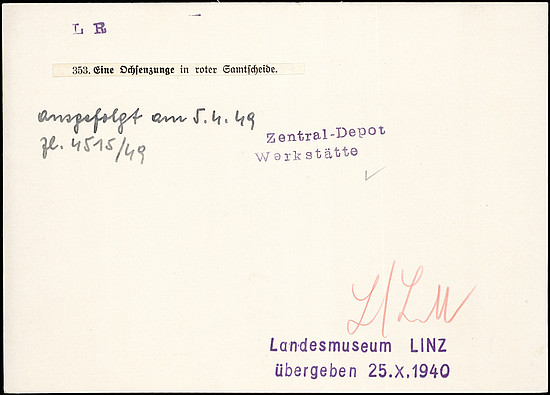 L R
353. Eine Ochsenzunge in roter Samtscheide.
ausgefolgt am 5.4.49
Zl. 4515/49
Zentral-Depot
Werkstätte
L/LM
Landesmuseum LINZ
übergeben 25.X.1940